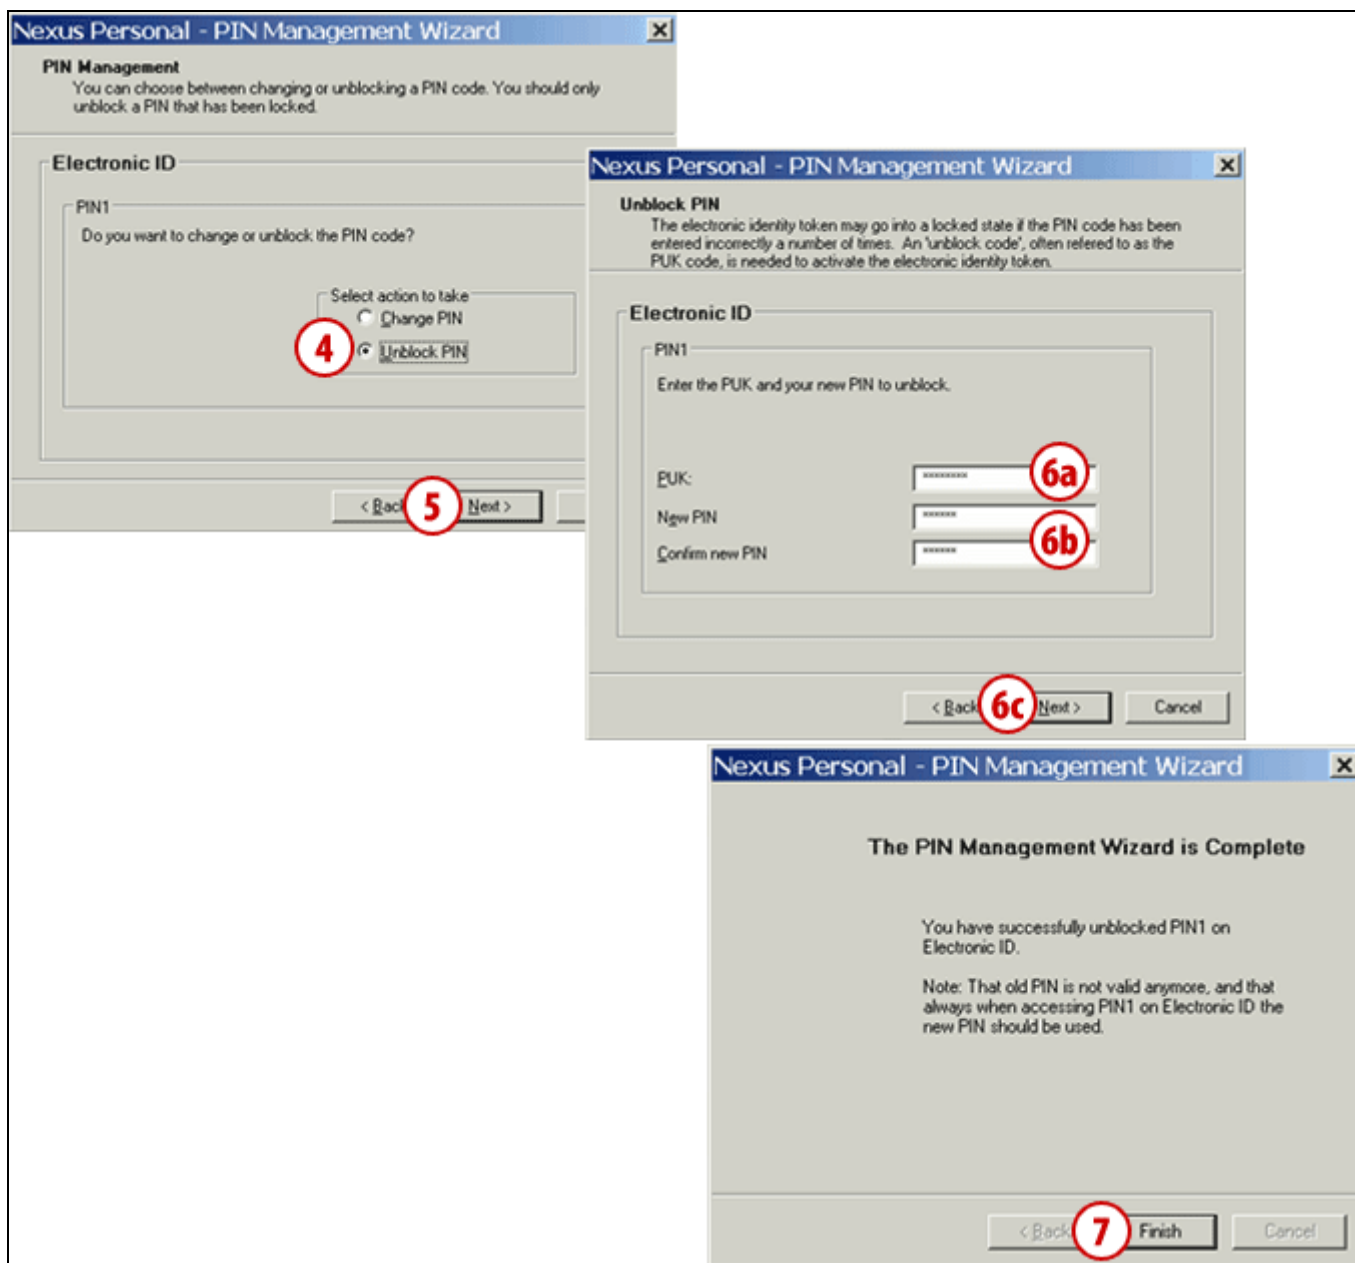 Nexus Personal - PIN Management Wizard
PIN Management
You can choose between changing or unblocking a PIN code. You should only
unblock a PIN that has been locked.
Electronic ID
PIN1
Do you want to change or unblock the PIN code?
Select action to take
Change PIN
4
Unblock PIN
< Back
5
Next >
Nexus Personal - PIN Management Wizard
Unblock PIN
The electronic identity token may go into a locked state if the PIN code has been
entered incorrectly a number of times. An 'unblock code', often refered to as the
PUK code, is needed to activate the electronic identity token.
Electronic ID
PIN1
Enter the PUK and your new PIN to unblock.
PUK:
6a
New PIN
6b
Confirm new PIN
< Back
6c
Next >
Cancel
Nexus Personal - PIN Management Wizard
The PIN Management Wizard is Complete
You have successfully unblocked PIN1 on
Electronic ID.
Note: That old PIN is not valid anymore, and that
always when accessing PIN1 on Electronic ID the
new PIN should be used.
< Back
7
Finish
Cancel